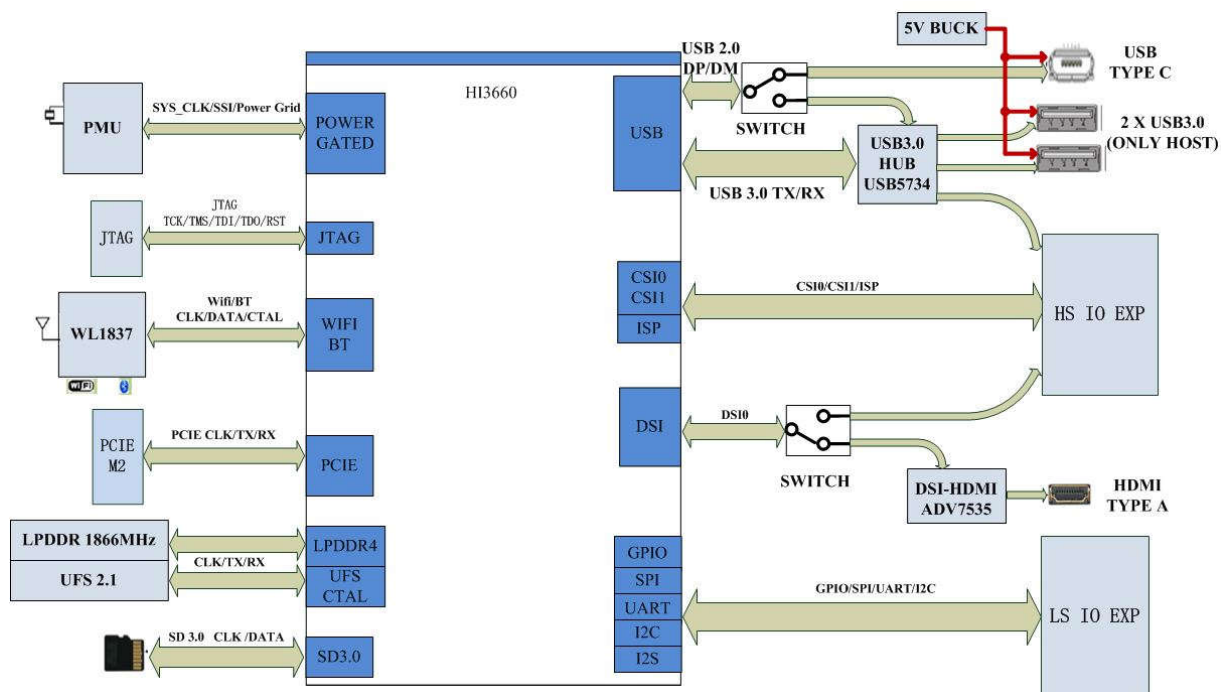 HI3660
SYS_CLK/SSI/Power Grid
PMU
POWER
GATED
JTAG
TCK/TMS/TDI/TDO/RST
JTAG
JTAG
Wifi/BT
CLK/DATA/CTAL
WL1837
WIFI
BT
WiFi
PCIE CLK/TX/RX
PCIE
M2
PCIE
LPDDR 1866MHz
LPDDR4
CLK/TX/RX
UFS 2.1
UFS
CTAL
SD 3.0 CLK /DATA
SD3.0
USB 2.0
DP/DM
USB
SWITCH
USB 3.0 TX/RX
5V BUCK
USB
TYPE C
2 X USB3.0
(ONLY HOST)
USB3.0
HUB
USB5734
CSI0
CSI1
ISP
CSI0/CSI1/ISP
HS IO EXP
DSI
DSI0
SWITCH
DSI-HDMI
ADV7535
HDMI
TYPE A
GPIO
SPI
UART
I2C
I2S
GPIO/SPI/UART/I2C
LS IO EXP